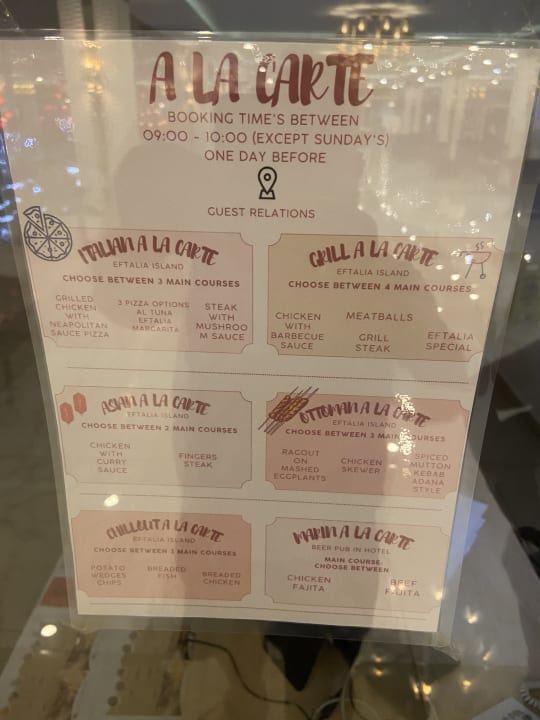 A LA CARTE
BOOKING TIME'S BETWEEN
09:00 - 10:00 (EXCEPT SUNDAY'S)
ONE DAY BEFORE
GUEST RELATIONS
ITALIAN A LA CARTE
EFTALIA ISLAND
CHOOSE BETWEEN 3 MAIN COURSES
GRILLED
CHICKEN
WITH
NEAPOLITAN
SAUCE PIZZA
3 PIZZA OPTIONS
AL TUNA
EFTALIA
MARGARITA
STEAK
WITH
MUSHROO
M SAUCE
GRILL A LA CARTE
EFTALIA ISLAND
CHOOSE BETWEEN 4 MAIN COURSES
CHICKEN
WITH
BARBECUE
SAUCE
MEATBALLS
GRILL
STEAK
EFTALIA
SPECIAL
ASIAN A LA CARTE
EFTALIA ISLAND
CHOOSE BETWEEN 2 MAIN COURSES
CHICKEN
WITH
CURRY
SAUCE
FINGERS
STEAK
OTTOMAN A LA CARTE
EFTALIA ISLAND
CHOOSE BETWEEN 3 MAIN COURSES
RAGOUT
ON
MASHED
EGGPLANTS
CHICKEN
SKEWER
SPICED
MUTTON
KEBAB
ADANA
STYLE
CHILLOUT A LA CARTE
EFTALIA ISLAND
CHOOSE BETWEEN 3 MAIN COURSES
POTATO
WEDGES
CHIPS
BREADED
FISH
BREADED
CHICKEN
MARIN A LA CARTE
BEER PUB IN HOTEL
MAIN COURSE:
CHOOSE BETWEEN
CHICKEN
FAJITA
BEEF
FAJITA